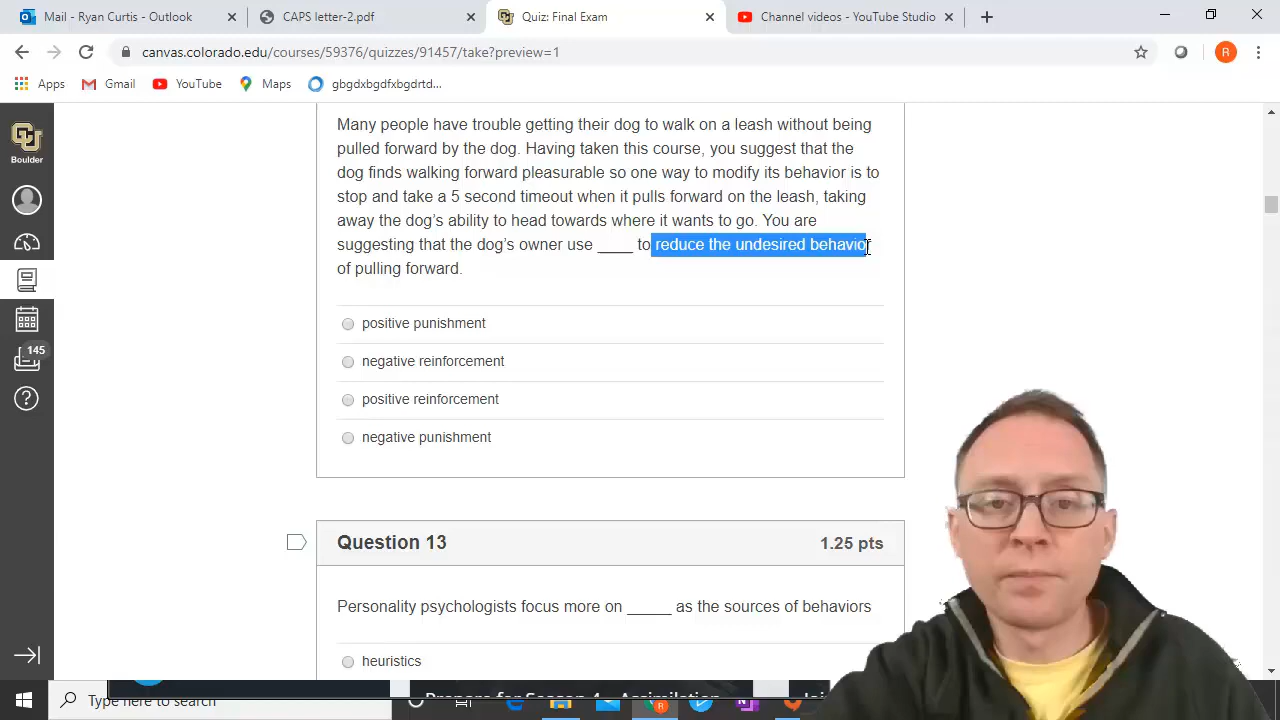 Mail - Ryan Curtis - Outlook
CAPS letter-2.pdf
Quiz: Final Exam
Channel videos - YouTube Studio
canvas.colorado.edu/courses/59376/quizzes/91457/take?preview=1
R
Apps
Gmail
YouTube
Maps
gbgdxbgdfxbgdrtd...
CU
Boulder
145
Many people have trouble getting their dog to walk on a leash without being
pulled forward by the dog. Having taken this course, you suggest that the
dog finds walking forward pleasurable so one way to modify its behavior is to
stop and take a 5 second timeout when it pulls forward on the leash, taking
away the dog's ability to head towards where it wants to go. You are
suggesting that the dog's owner use ____ to reduce the undesired behavior
of pulling forward.
positive punishment
negative reinforcement
positive reinforcement
negative punishment
Question 13
1.25 pts
Personality psychologists focus more on _____ as the sources of behaviors
heuristics
Type here to search
Prepare for Season 4 – Assimilation